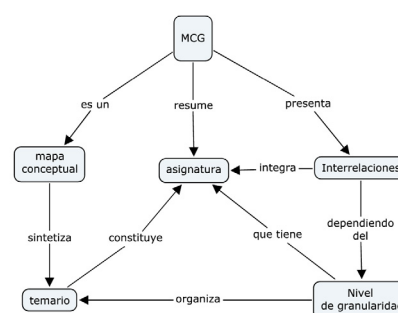 MCG
es un
resume
presenta
mapa
conceptual
asignatura
integra
Interrelaciones
sintetiza
constituye
que tiene
dependiendo
del
temario
organiza
Nivel
de granularidad